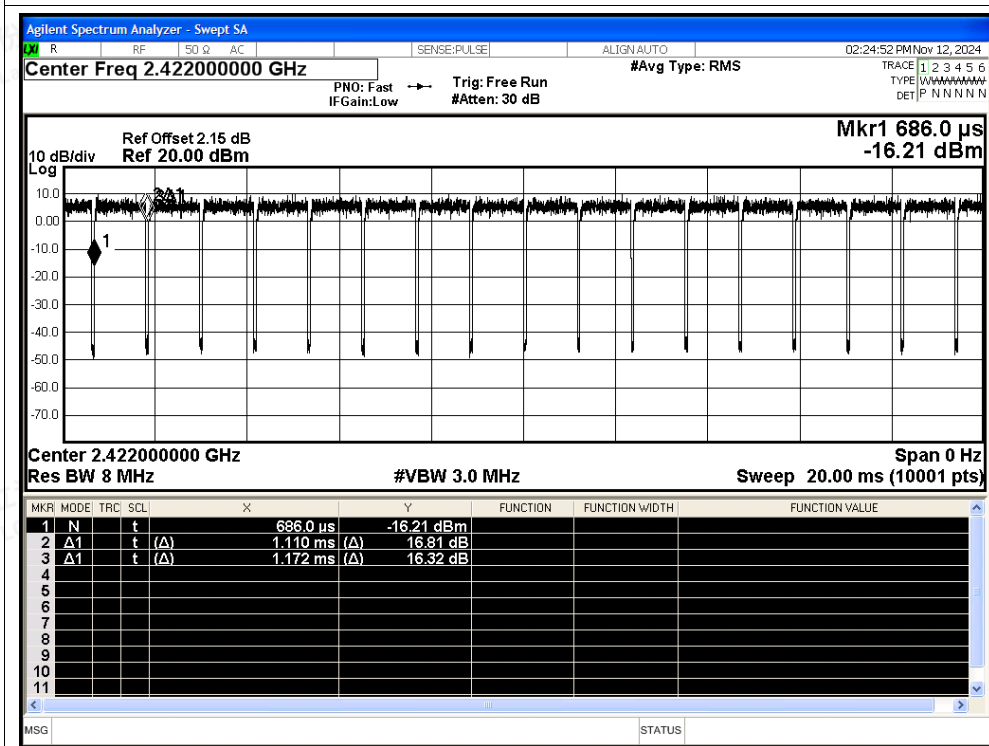 Agilent Spectrum Analyzer - Swept SA
LXI R RF 50 Ω AC SENSE:PULSE ALIGN AUTO 02:24:52 PM Nov 12, 2024
Center Freq 2.422000000 GHz #Avg Type: RMS TRACE 1 2 3 4 5 6
PNO: Fast Trig: Free Run TYPE WWWWWW
IFGain:Low #Atten: 30 dB DET P N N N N N
Mkr1 686.0 µs
-16.21 dBm
Ref Offset 2.15 dB
10 dB/div Ref 20.00 dBm
Log
10.0
0.00
-10.0
-20.0
-30.0
-40.0
-50.0
-60.0
-70.0
1
Center 2.422000000 GHz Span 0 Hz
Res BW 8 MHz #VBW 3.0 MHz Sweep 20.00 ms (10001 pts)
MKR MODE TRC SCL X Y FUNCTION FUNCTION WIDTH FUNCTION VALUE
1 N t 686.0 µs -16.21 dBm
2 Δ1 t (Δ) 1.110 ms (Δ) 16.81 dB
3 Δ1 t (Δ) 1.172 ms (Δ) 16.32 dB
4
5
6
7
8
9
10
11
MSG STATUS